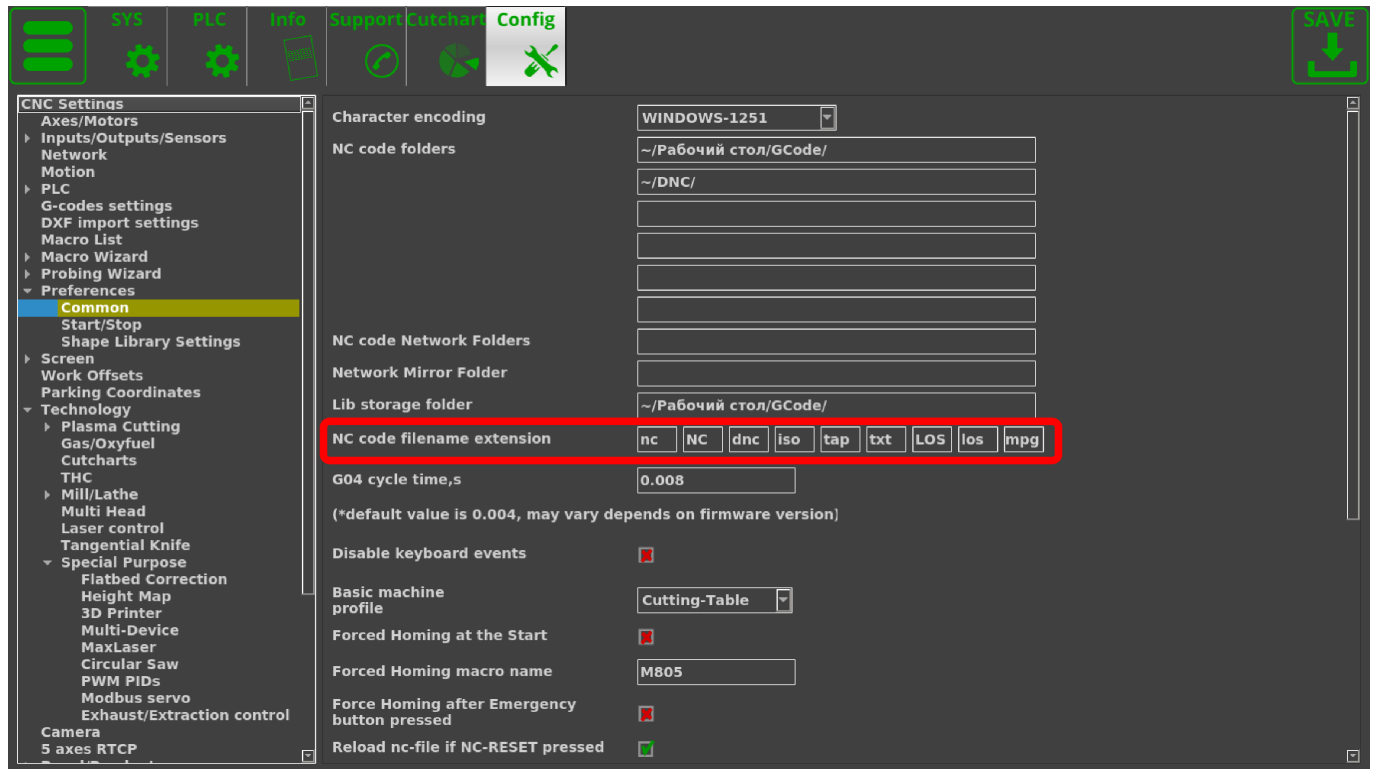 SYS PLC Info Support Cutchart Config SAVE
CNC Settings
Axes/Motors
Inputs/Outputs/Sensors
Network
Motion
PLC
G-codes settings
DXF import settings
Macro List
Macro Wizard
Probing Wizard
Preferences
Common
Start/Stop
Shape Library Settings
Screen
Work Offsets
Parking Coordinates
Technology
Plasma Cutting
Gas/Oxyfuel
Cutcharts
THC
Mill/Lathe
Multi Head
Laser control
Tangential Knife
Special Purpose
Flatbed Correction
Height Map
3D Printer
Multi-Device
MaxLaser
Circular Saw
PWM PIDs
Modbus servo
Exhaust/Extraction control
Camera
5 axes RTCP
Character encoding WINDOWS-1251
NC code folders ~/Рабочий стол/GCode/
~/DNC/
NC code Network Folders
Network Mirror Folder
Lib storage folder ~/Рабочий стол/GCode/
NC code filename extension nc NC dnc iso tap txt LOS los mpg
G04 cycle time,s 0.008
(*default value is 0.004, may vary depends on firmware version)
Disable keyboard events
Basic machine
profile Cutting-Table
Forced Homing at the Start
Forced Homing macro name M805
Force Homing after Emergency
button pressed
Reload nc-file if NC-RESET pressed